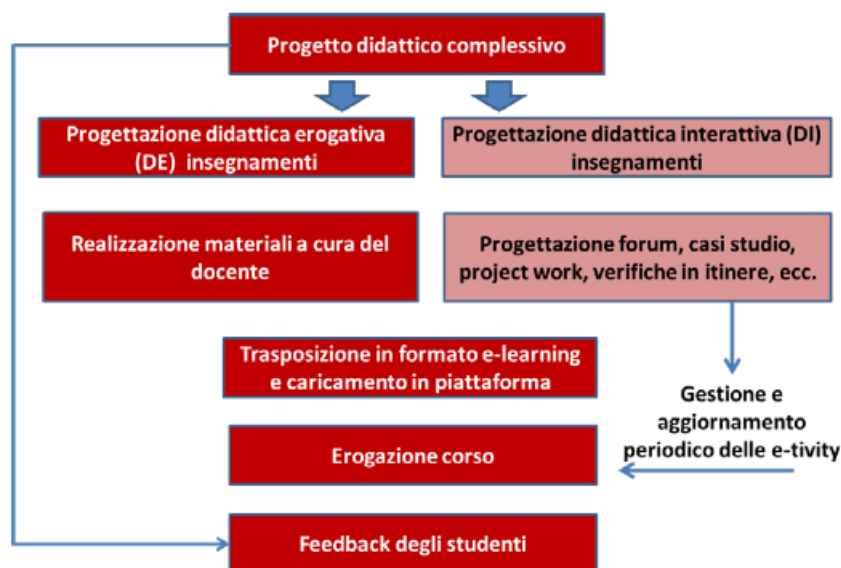 Progetto didattico complessivo
Progettazione didattica erogativa
(DE) insegnamenti
Progettazione didattica interattiva (DI)
insegnamenti
Realizzazione materiali a cura del
docente
Progettazione forum, casi studio,
project work, verifiche in itinere, ecc.
Trasposizione in formato e-learning
e caricamento in piattaforma
Gestione e
aggiornamento
periodico delle e-tivity
Erogazione corso
Feedback degli studenti